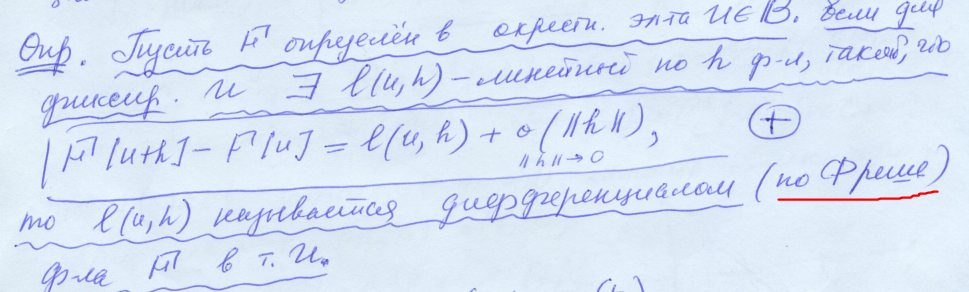 Опр. Пусть F определён в окрестн. эл-та u∈B. Если для
фиксир. u ∃ l(u,h) – линейный по h ф-л, такой, что
F[u+h] – F[u] = l(u,h) + o(||h||), (+)
||h||→0
то l(u,h) называется дифференциалом (по Фреше)
ф-ла F в т. u.